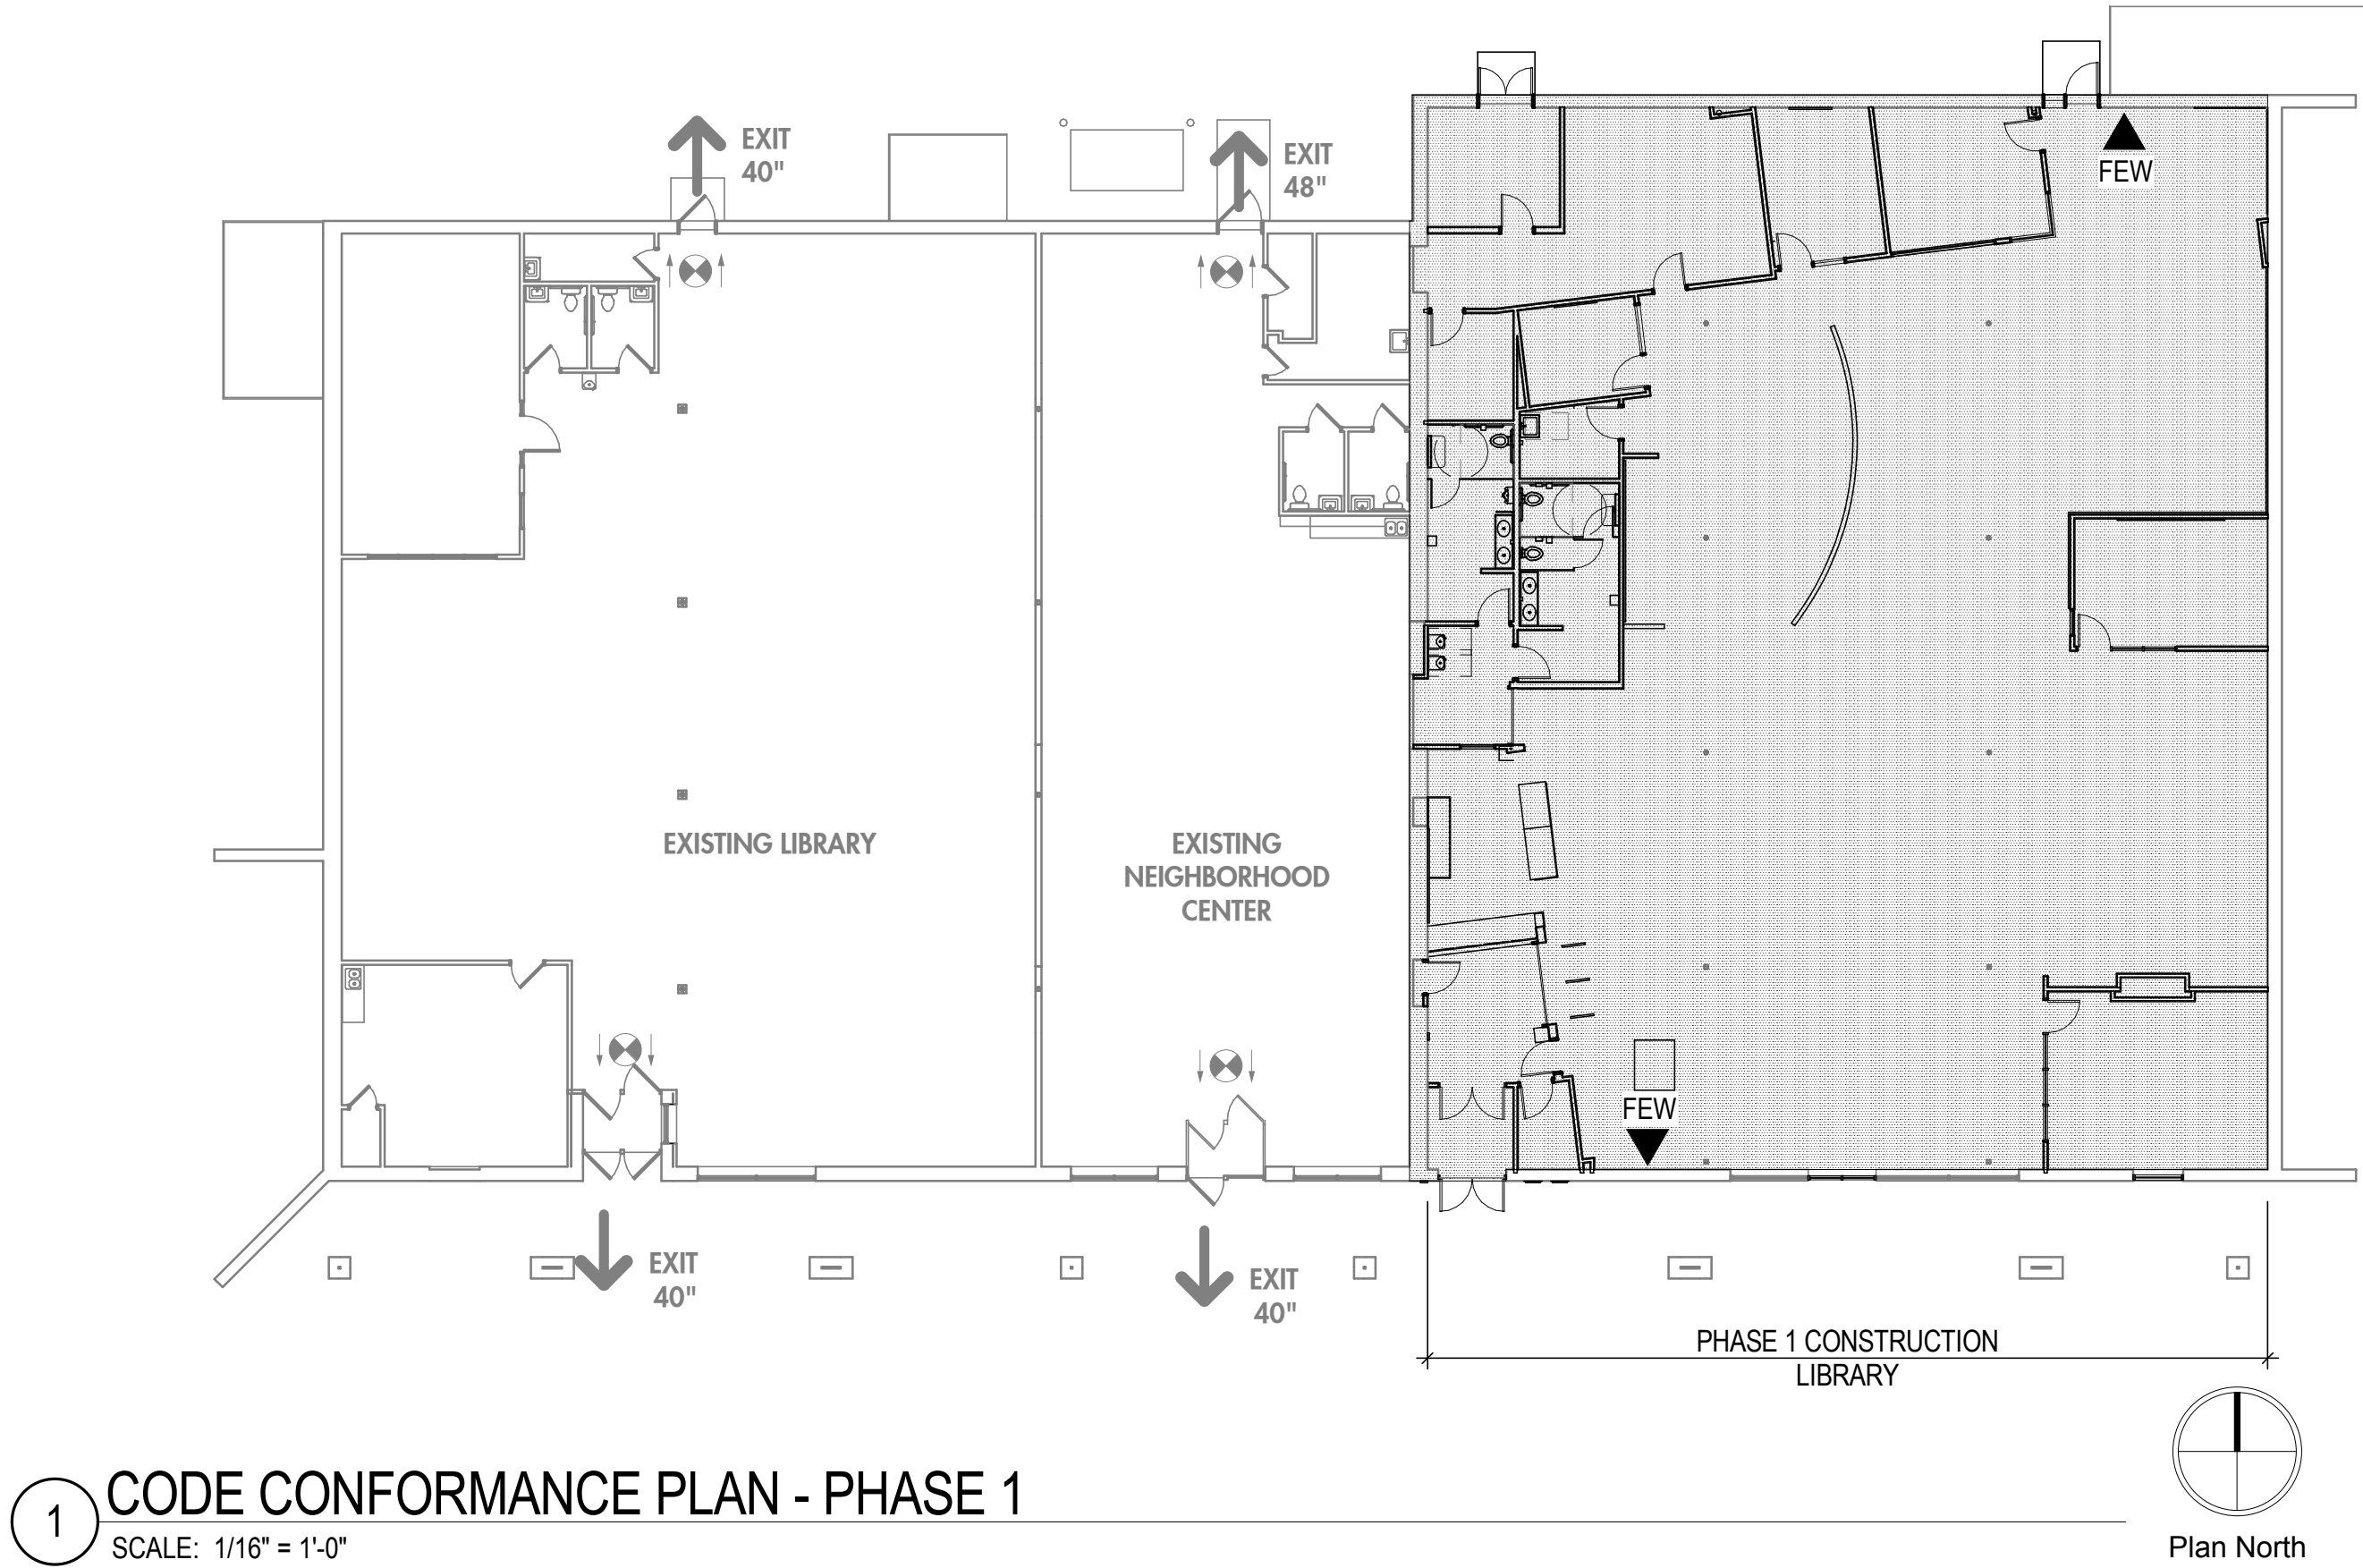 EXIT
40"
EXIT
48"
FEW
EXISTING LIBRARY
EXISTING
NEIGHBORHOOD
CENTER
FEW
EXIT
40"
EXIT
40"
PHASE 1 CONSTRUCTION
LIBRARY
1
CODE CONFORMANCE PLAN - PHASE 1
SCALE: 1/16" = 1'-0"
Plan North